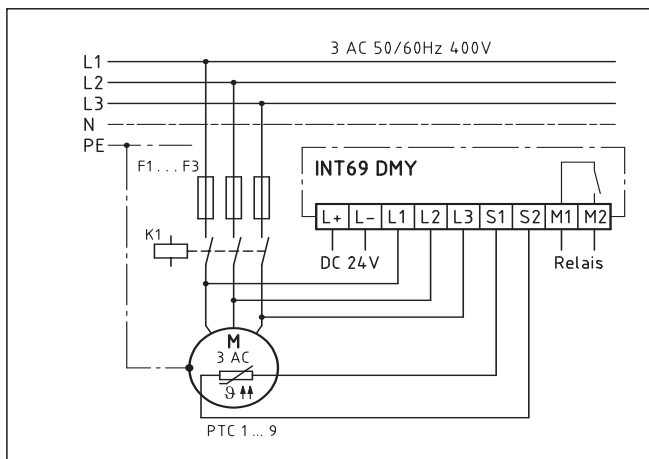 3 AC 50/60Hz 400V
L1
L2
L3
N
PE
F1...F3
INT69 DMY
L+ L- L1 L2 L3 S1 S2 M1 M2
K1
DC 24V
Relais
M
3 AC
ϑ
PTC 1...9